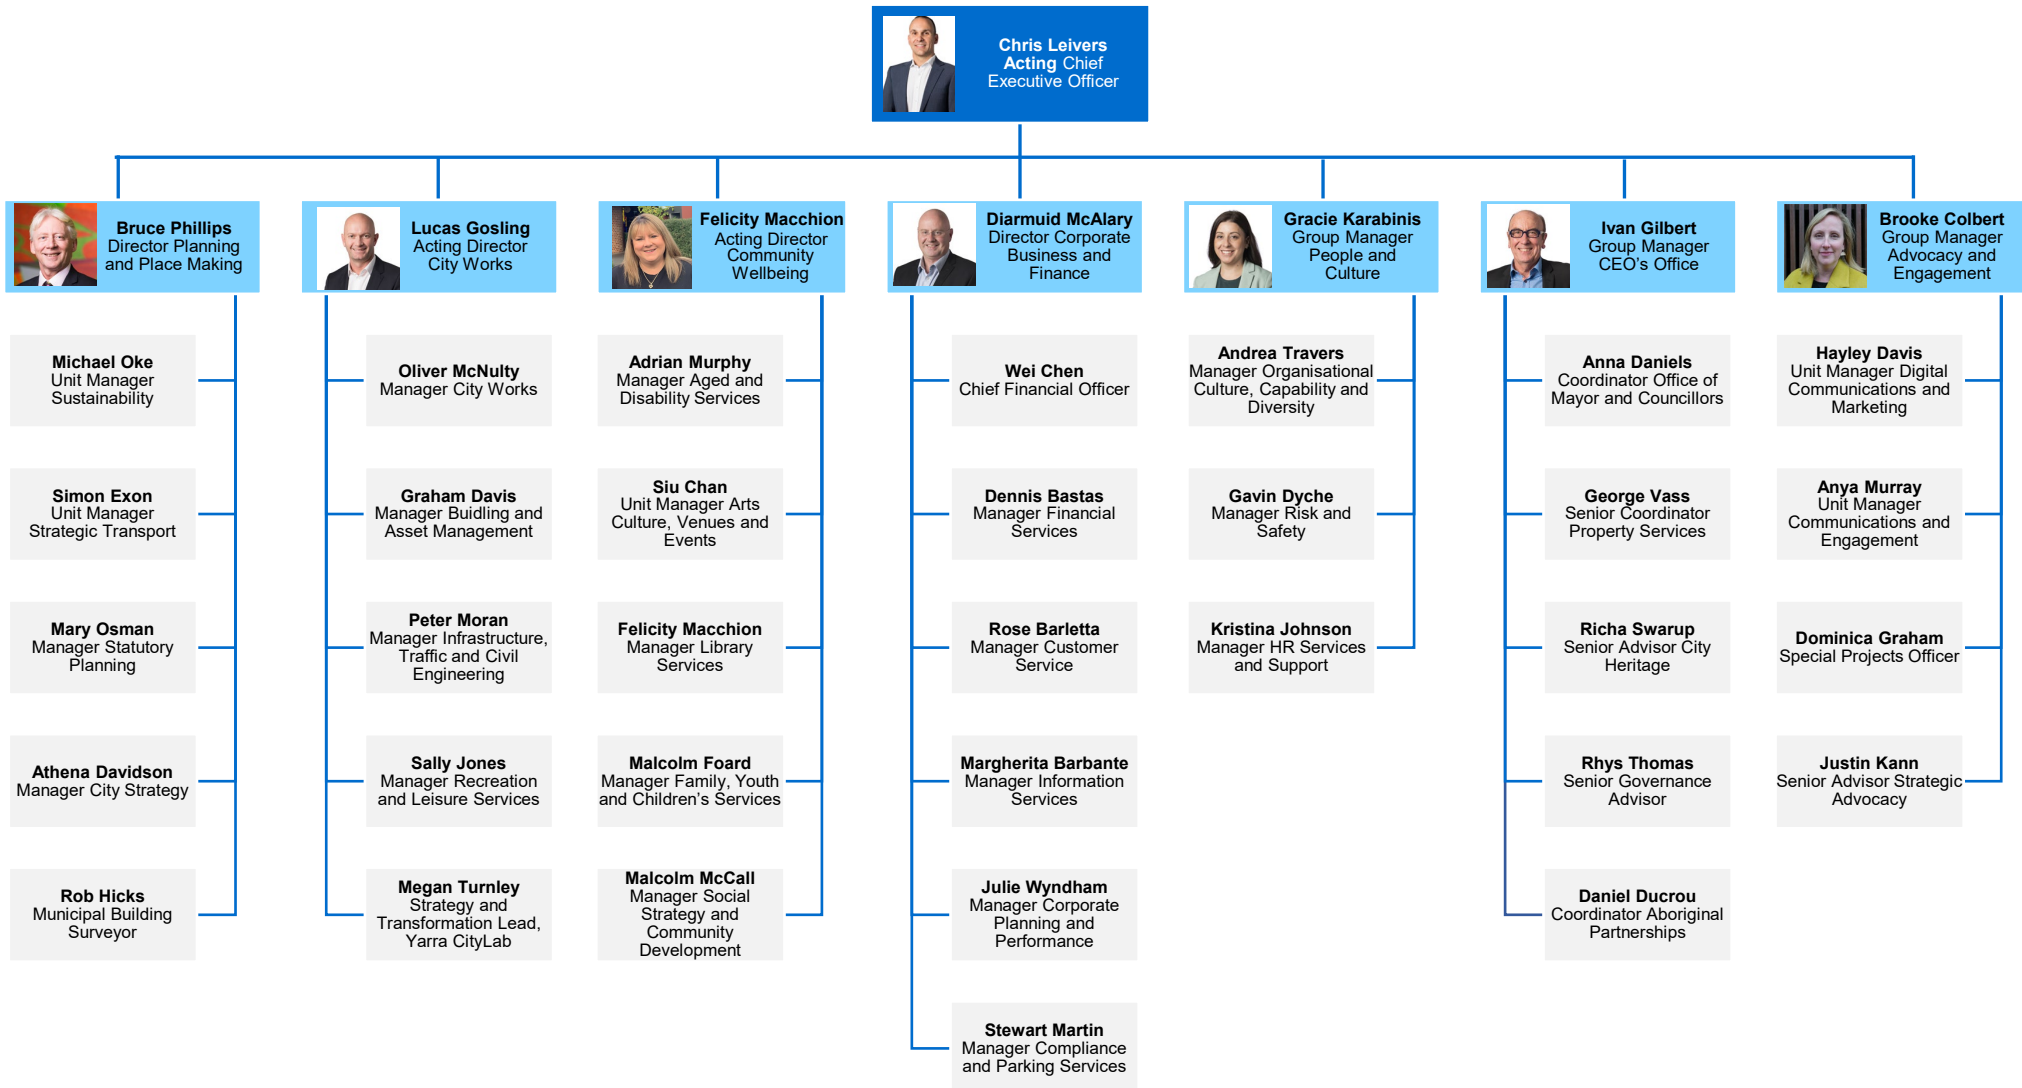 Chris Leivers
Acting Chief
Executive Officer
Bruce Phillips
Director Planning
and Place Making
Lucas Gosling
Acting Director
City Works
Felicity Macchion
Acting Director
Community
Wellbeing
Diarmuid McAlary
Director Corporate
Business and
Finance
Gracie Karabinis
Group Manager
People and
Culture
Ivan Gilbert
Group Manager
CEO’s Office
Brooke Colbert
Group Manager
Advocacy and
Engagement
Michael Oke
Unit Manager
Sustainability
Oliver McNulty
Manager City Works
Adrian Murphy
Manager Aged and
Disability Services
Wei Chen
Chief Financial Officer
Andrea Travers
Manager Organisational
Culture, Capability and
Diversity
Anna Daniels
Coordinator Office of
Mayor and Councillors
Hayley Davis
Unit Manager Digital
Communications and
Marketing
Simon Exon
Unit Manager
Strategic Transport
Graham Davis
Manager Buidling and
Asset Management
Siu Chan
Unit Manager Arts
Culture, Venues and
Events
Dennis Bastas
Manager Financial
Services
Gavin Dyche
Manager Risk and
Safety
George Vass
Senior Coordinator
Property Services
Anya Murray
Unit Manager
Communications and
Engagement
Mary Osman
Manager Statutory
Planning
Peter Moran
Manager Infrastructure,
Traffic and Civil
Engineering
Felicity Macchion
Manager Library
Services
Rose Barletta
Manager Customer
Service
Kristina Johnson
Manager HR Services
and Support
Richa Swarup
Senior Advisor City
Heritage
Dominica Graham
Special Projects Officer
Athena Davidson
Manager City Strategy
Sally Jones
Manager Recreation
and Leisure Services
Malcolm Foard
Manager Family, Youth
and Children’s Services
Margherita Barbante
Manager Information
Services
Rhys Thomas
Senior Governance
Advisor
Justin Kann
Senior Advisor Strategic
Advocacy
Rob Hicks
Municipal Building
Surveyor
Megan Turnley
Strategy and
Transformation Lead,
Yarra CityLab
Malcolm McCall
Manager Social
Strategy and
Community
Development
Julie Wyndham
Manager Corporate
Planning and
Performance
Daniel Ducrou
Coordinator Aboriginal
Partnerships
Stewart Martin
Manager Compliance
and Parking Services